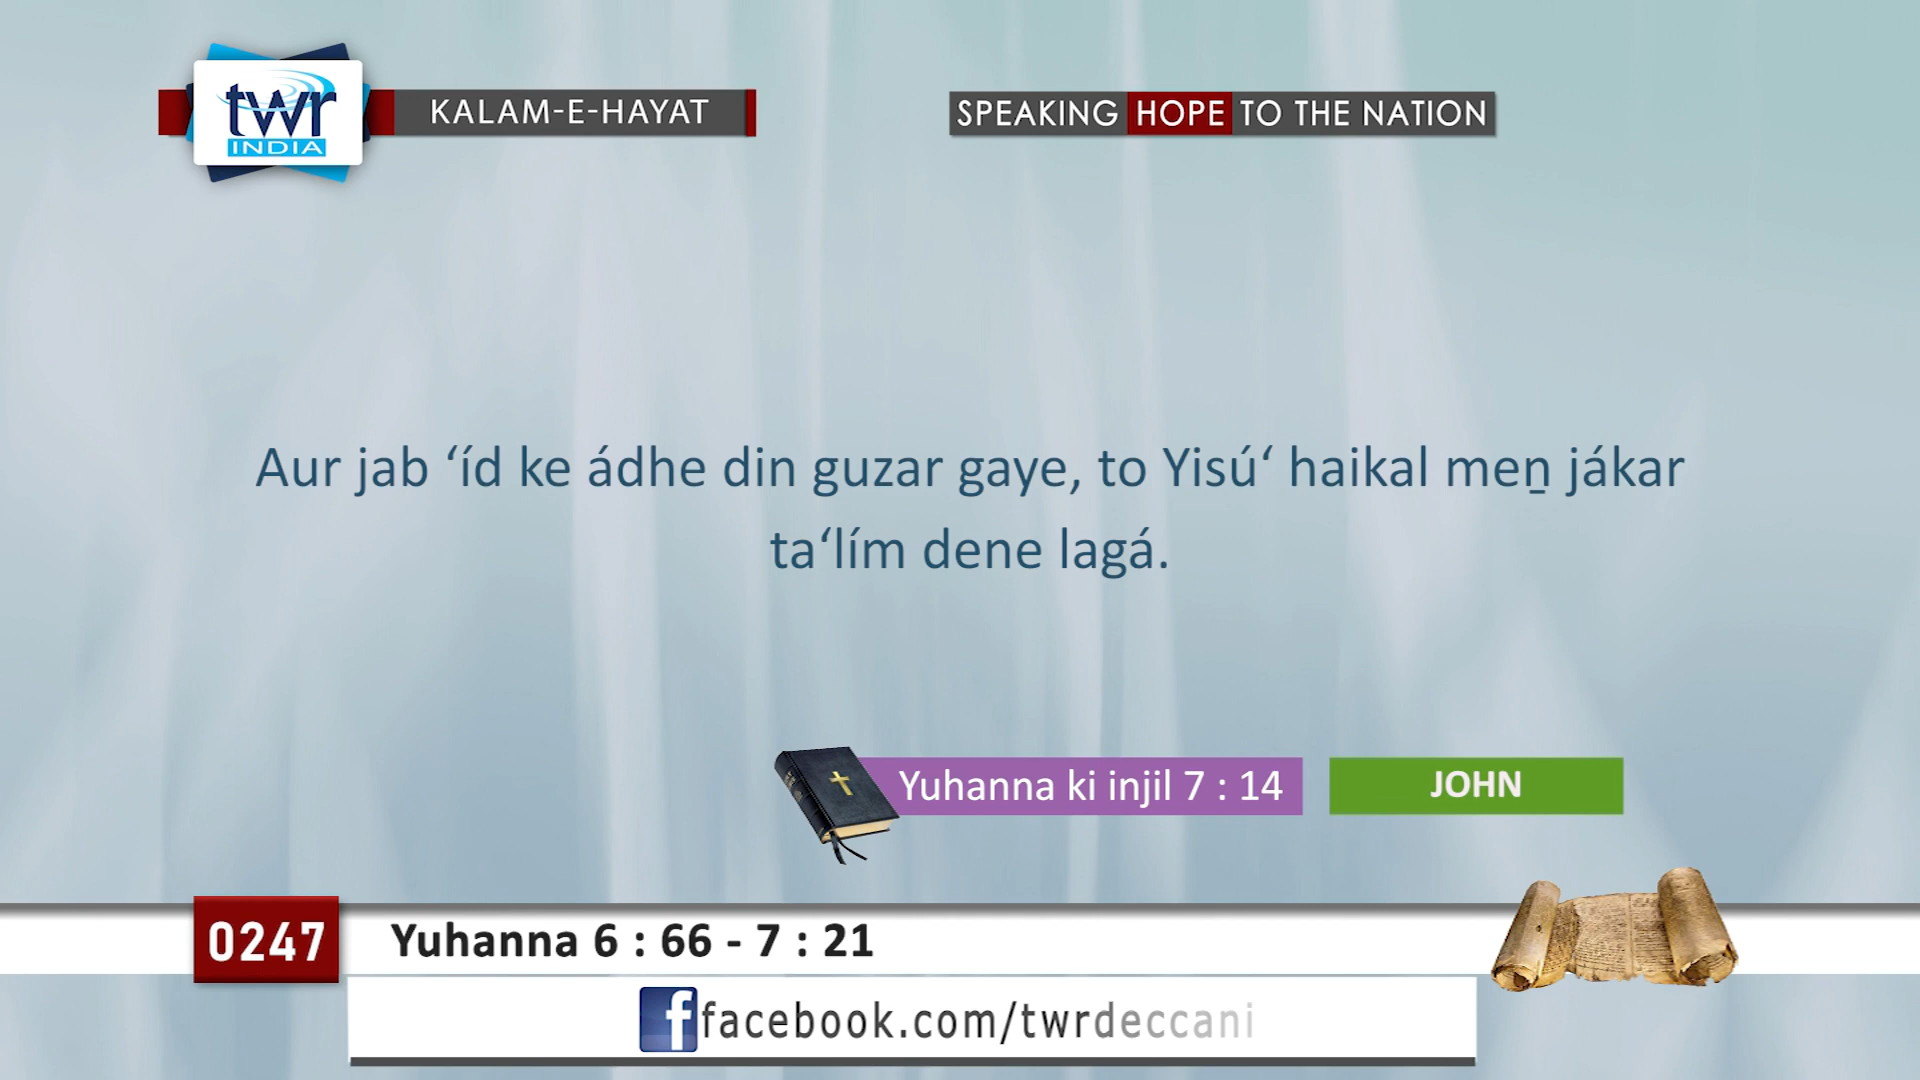 twr
INDIA
KALAM-E-HAYAT
SPEAKING HOPE TO THE NATION
Aur jab ‘íd ke ádhe din guzar gaye, to Yisú‘ haikal meṉ jákar
ta‘lím dene lagá.
Yuhanna ki injil 7 : 14
JOHN
0247
Yuhanna 6 : 66 - 7 : 21
facebook.com/twrdeccani